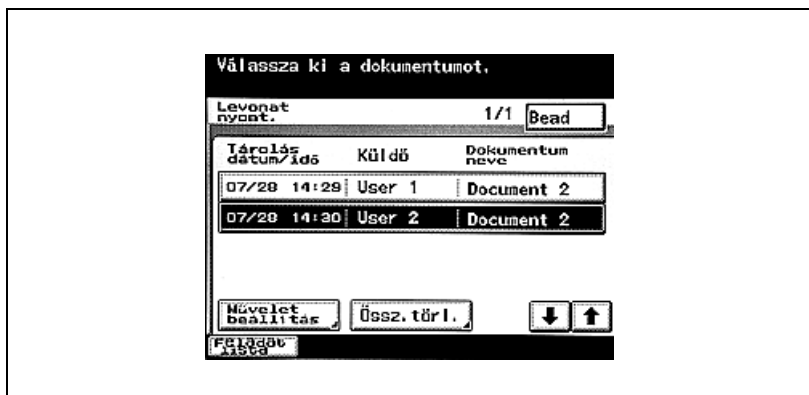 Válassza ki a dokumentumot.
Levonat
nyomt.
1/1 Bead
Tárolás
dátum/idő
Küldő
Dokumentum
neve
07/28 14:29 User 1 Document 2
07/28 14:30 User 2 Document 2
Művelet
beállítás
Össz.törl.
Feladat
lista